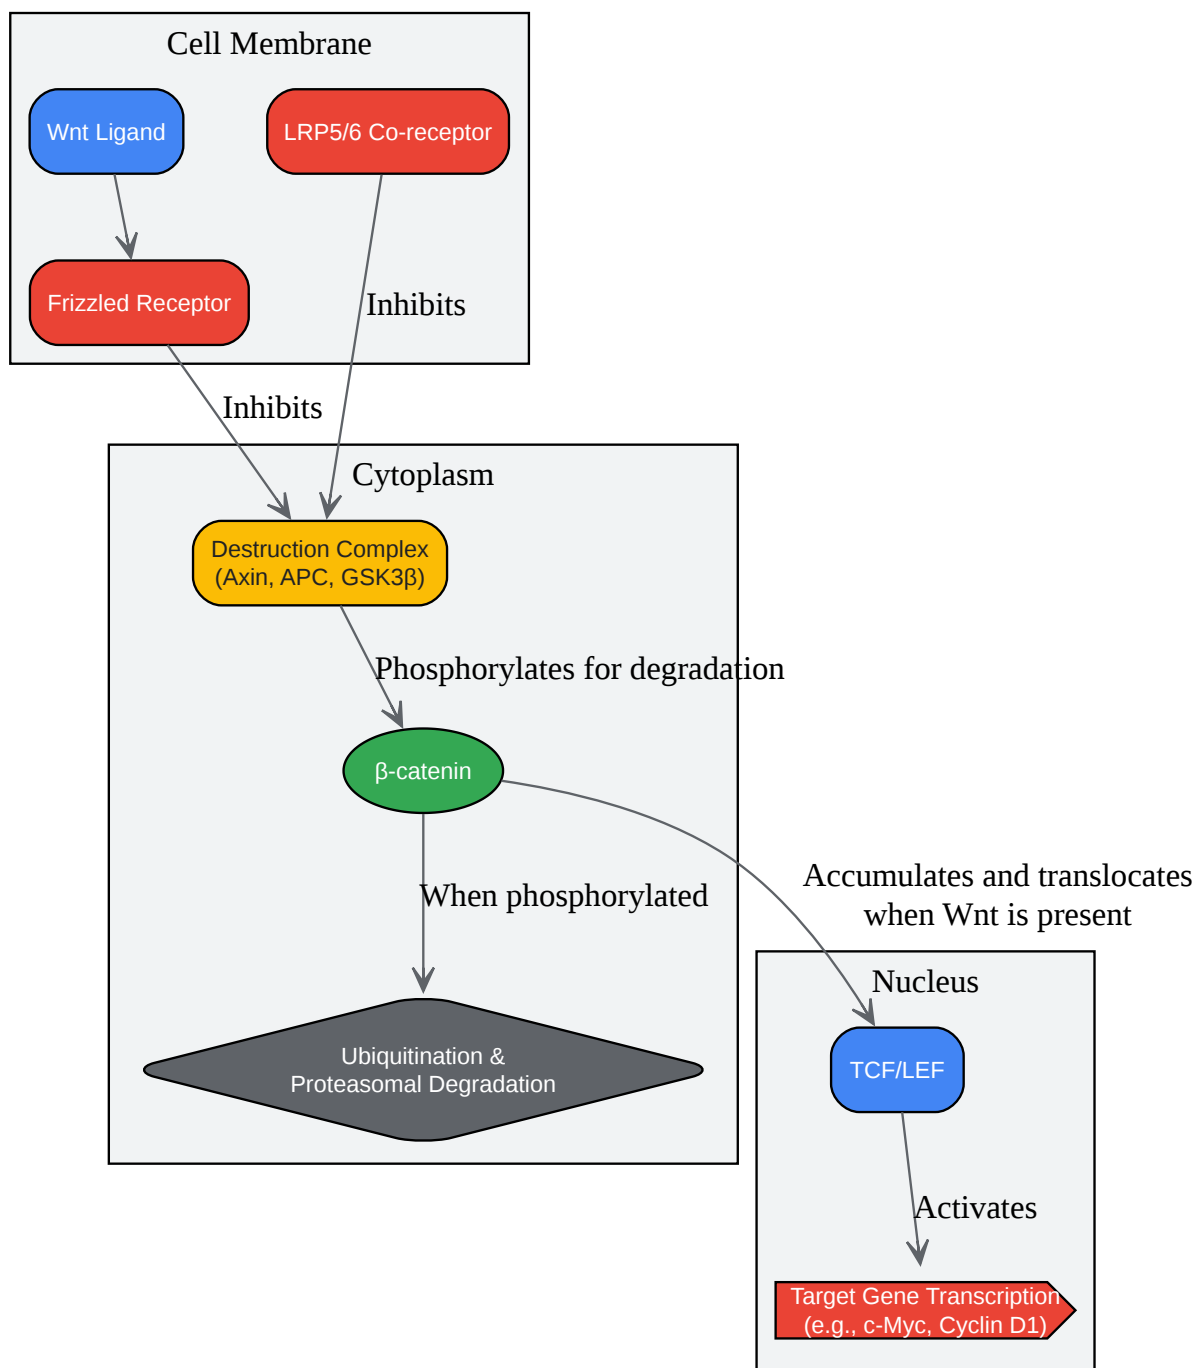 Cell Membrane
Wnt Ligand
LRP5/6 Co-receptor
Frizzled Receptor
Inhibits
Inhibits
Cytoplasm
Destruction Complex
(Axin, APC, GSK3β)
Phosphorylates for degradation
β-catenin
When phosphorylated
Accumulates and translocates
when Wnt is present
Nucleus
Ubiquitination &
Proteasomal Degradation
TCF/LEF
Activates
Target Gene Transcription
(e.g., c-Myc, Cyclin D1)